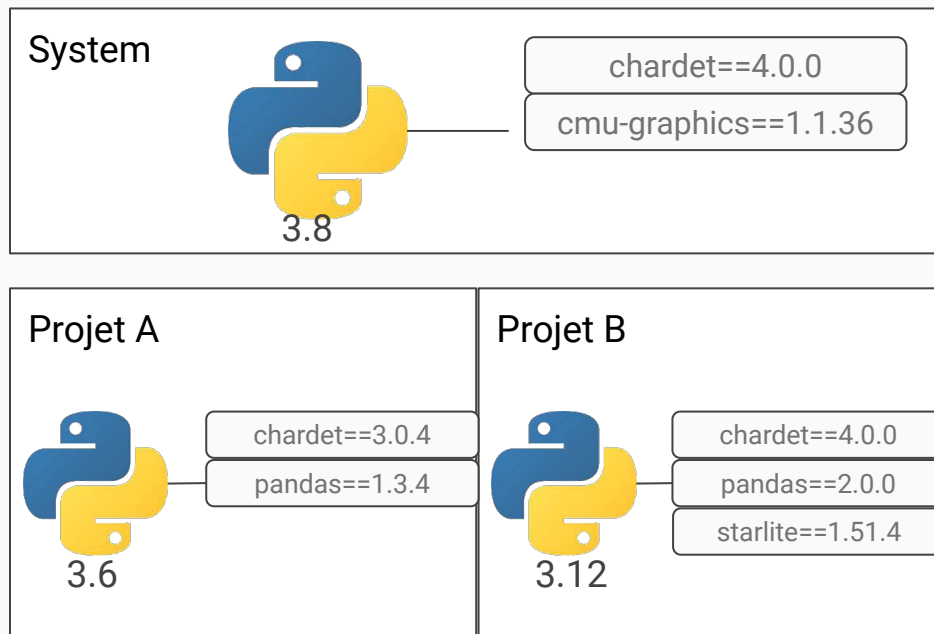 System
chardet==4.0.0
cmu-graphics==1.1.36
3.8
Projet A
chardet==3.0.4
pandas==1.3.4
3.6
Projet B
chardet==4.0.0
pandas==2.0.0
starlite==1.51.4
3.12